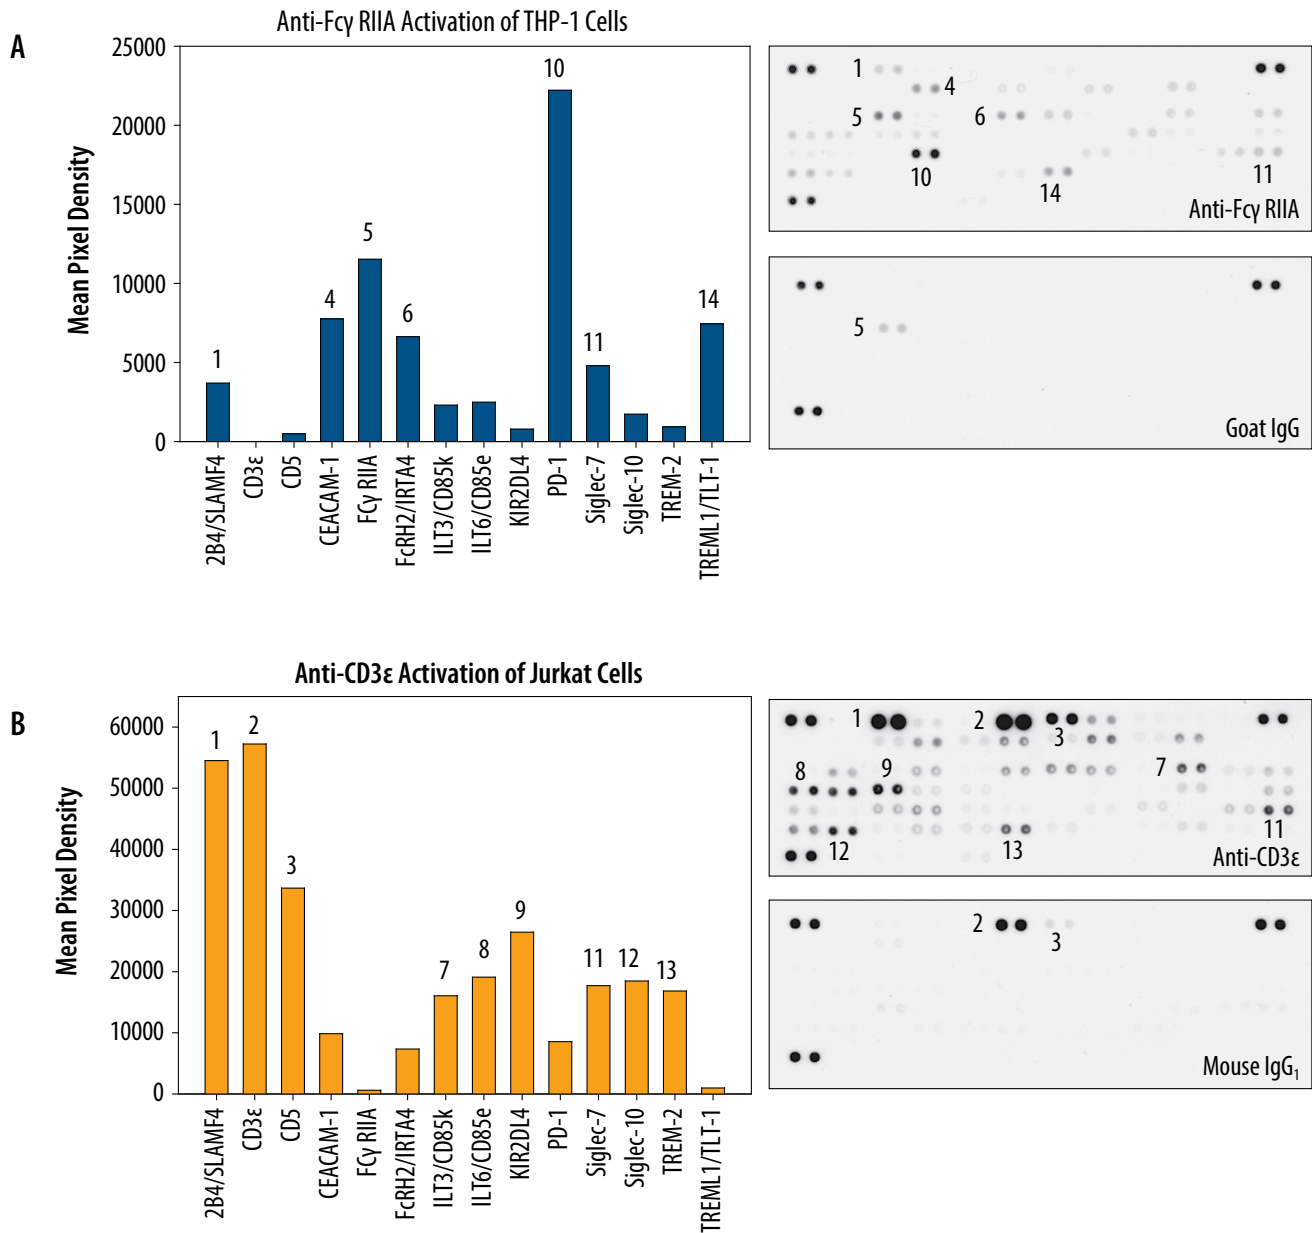 A
Anti-Fcγ RIIA Activation of THP-1 Cells
Mean Pixel Density
25000
20000
15000
10000
5000
0
1
4
5
6
10
11
14
2B4/SLAMF4
CD3ε
CD5
CEACAM-1
FCγ RIIA
FcRH2/IRTA4
ILT3/CD85k
ILT6/CD85e
KIR2DL4
PD-1
Siglec-7
Siglec-10
TREM-2
TREML1/TLT-1
1
4
5
6
10
14
11
Anti-Fcγ RIIA
5
Goat IgG
B
Anti-CD3ε Activation of Jurkat Cells
Mean Pixel Density
60000
50000
40000
30000
20000
10000
0
1
2
3
7
8
9
11
12
13
2B4/SLAMF4
CD3ε
CD5
CEACAM-1
FCγ RIIA
FcRH2/IRTA4
ILT3/CD85k
ILT6/CD85e
KIR2DL4
PD-1
Siglec-7
Siglec-10
TREM-2
TREML1/TLT-1
1
2
3
8
9
7
12
13
11
Anti-CD3ε
2
3
Mouse IgG₁